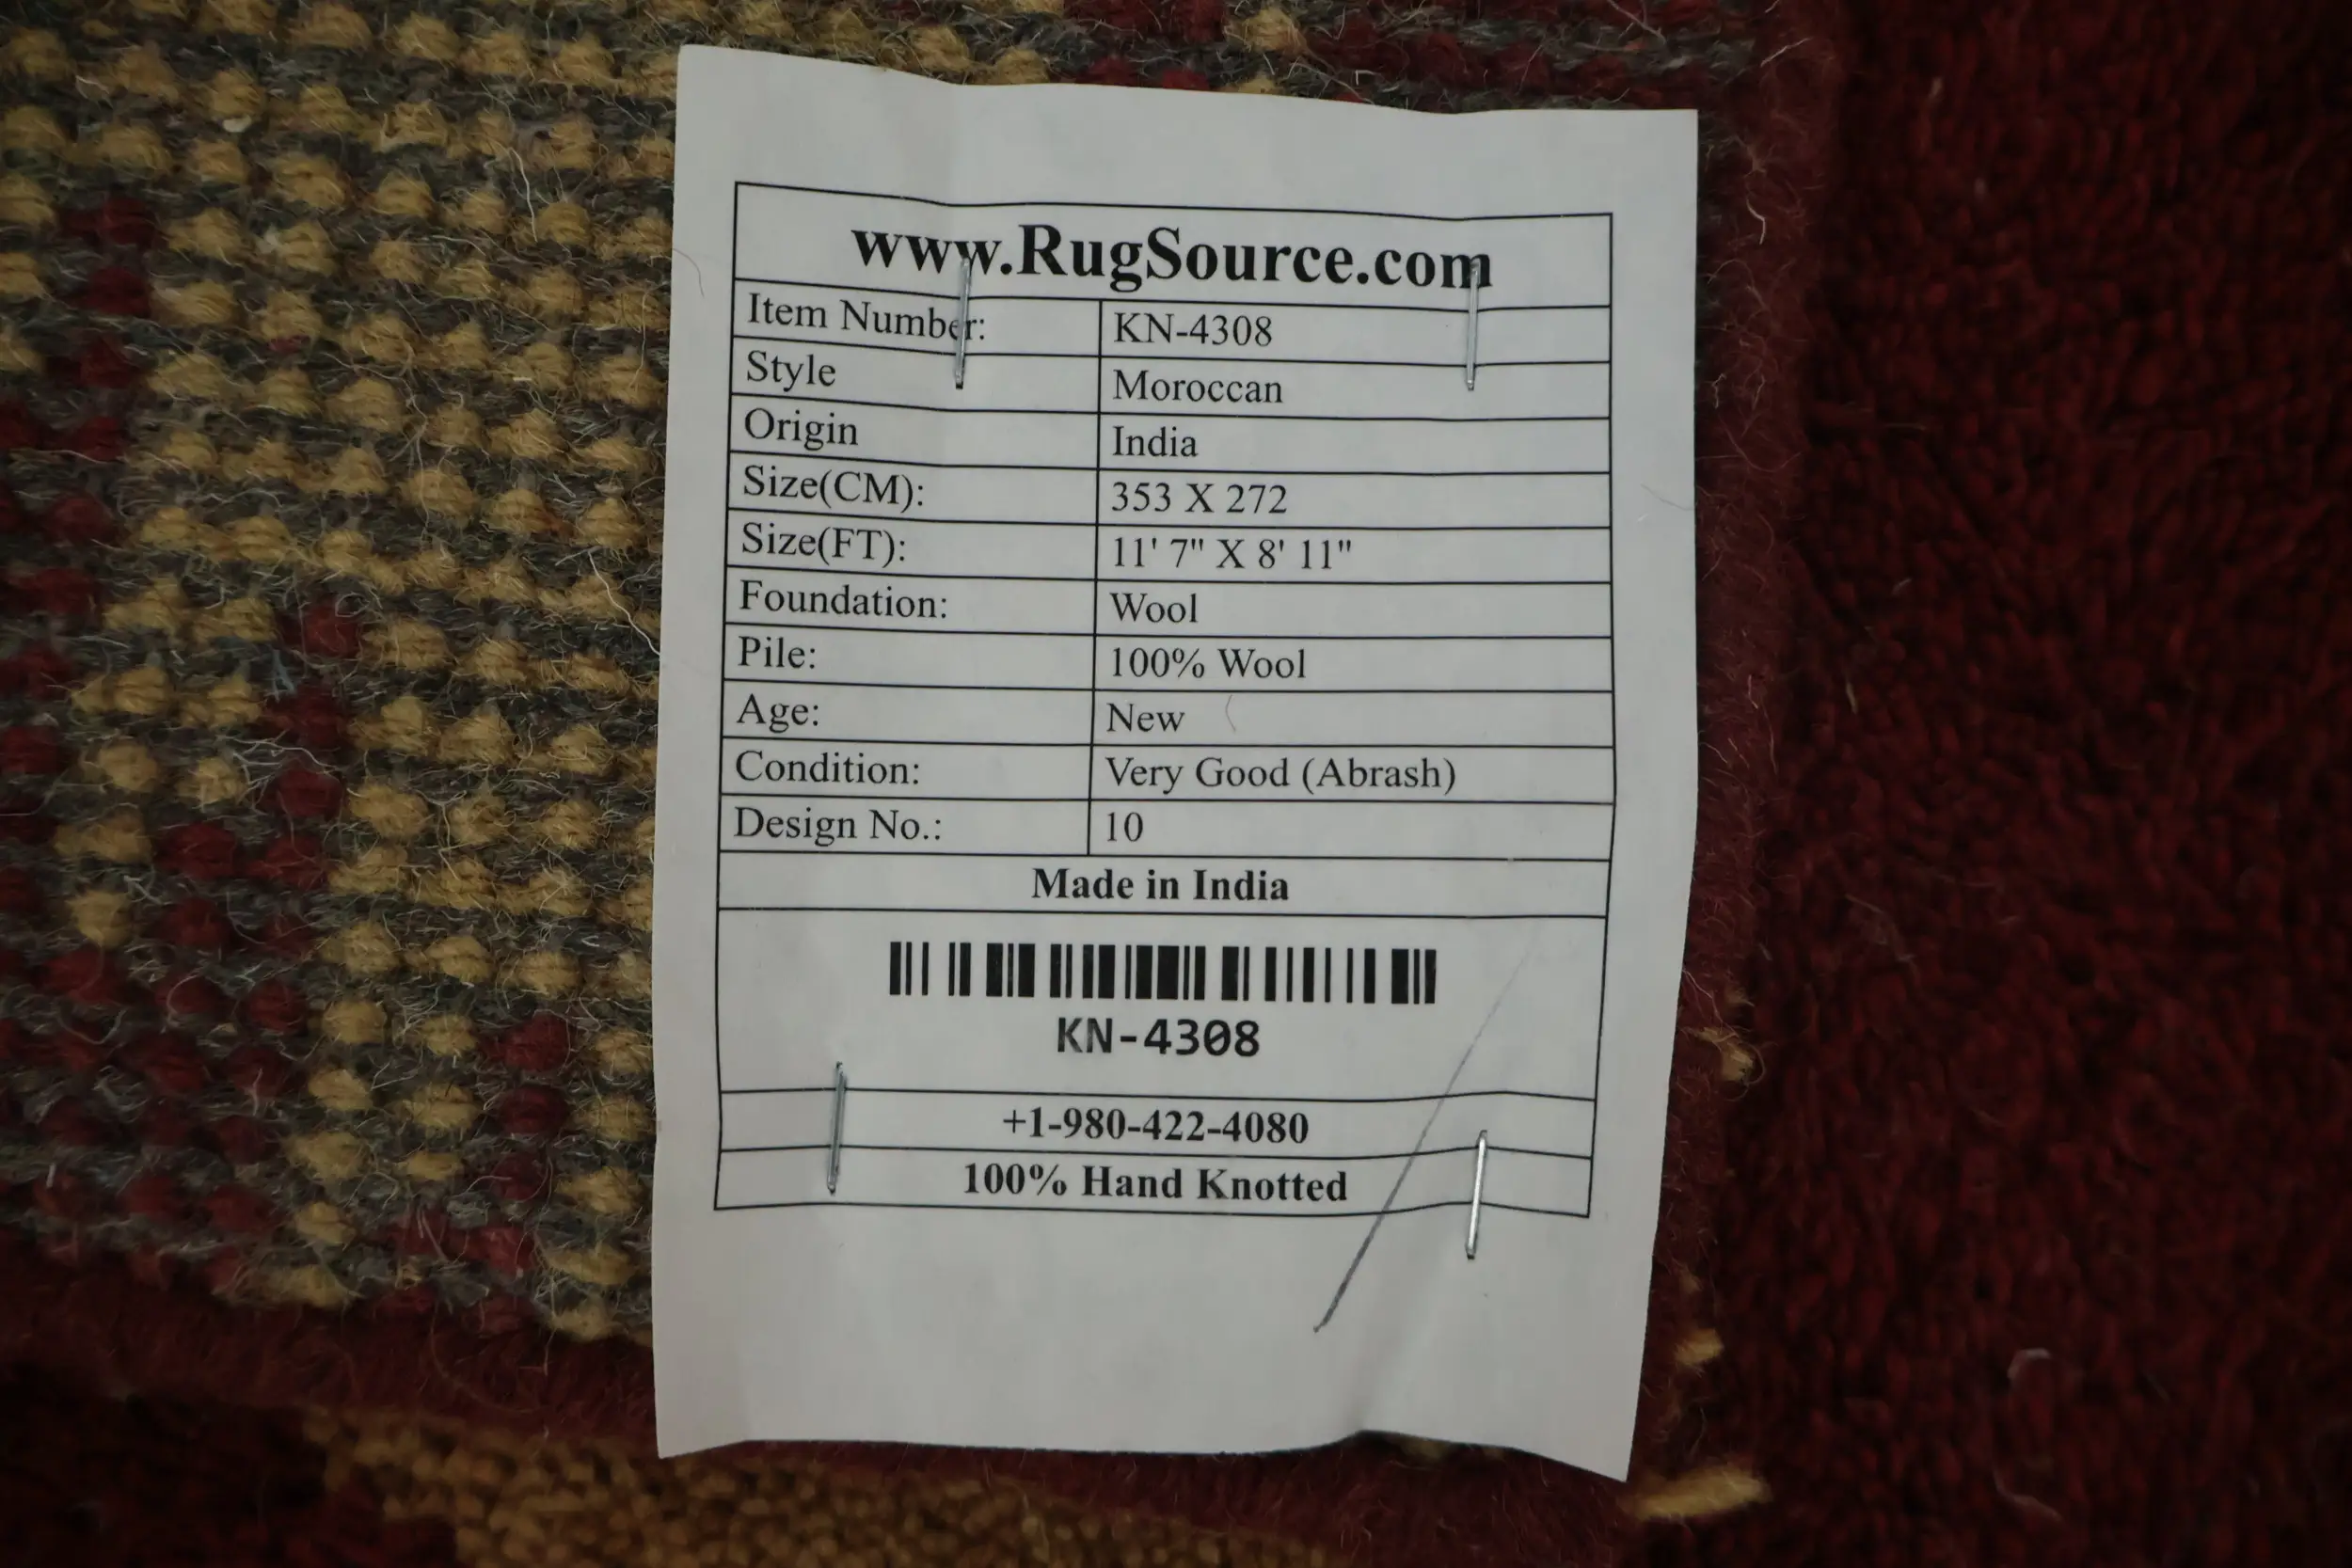 www.RugSource.com
Item Number: KN-4308
Style Moroccan
Origin India
Size(CM): 353 X 272
Size(FT): 11' 7" X 8' 11"
Foundation: Wool
Pile: 100% Wool
Age: New
Condition: Very Good (Abrash)
Design No.: 10
Made in India
KN-4308
+1-980-422-4080
100% Hand Knotted